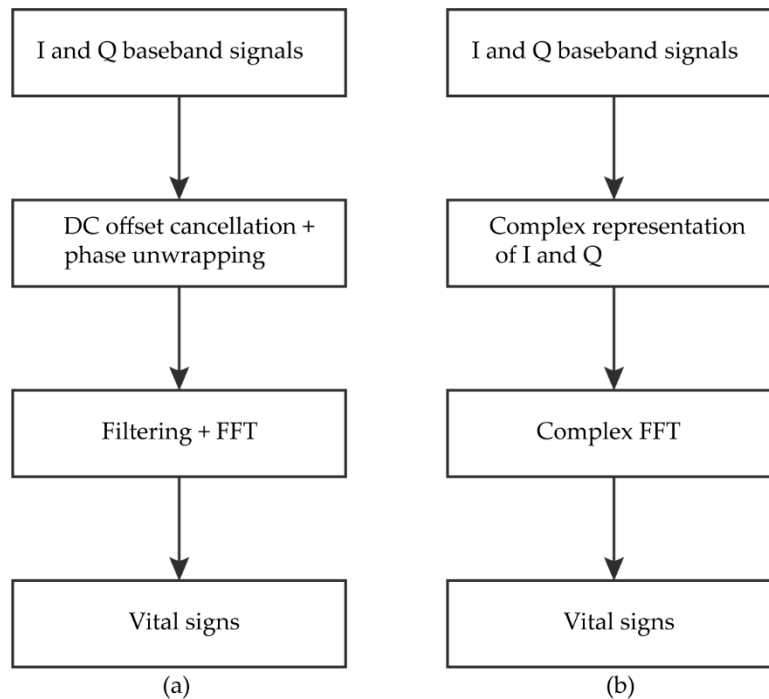 I and Q baseband signals
DC offset cancellation +
phase unwrapping
Filtering + FFT
Vital signs
(a)
I and Q baseband signals
Complex representation
of I and Q
Complex FFT
Vital signs
(b)